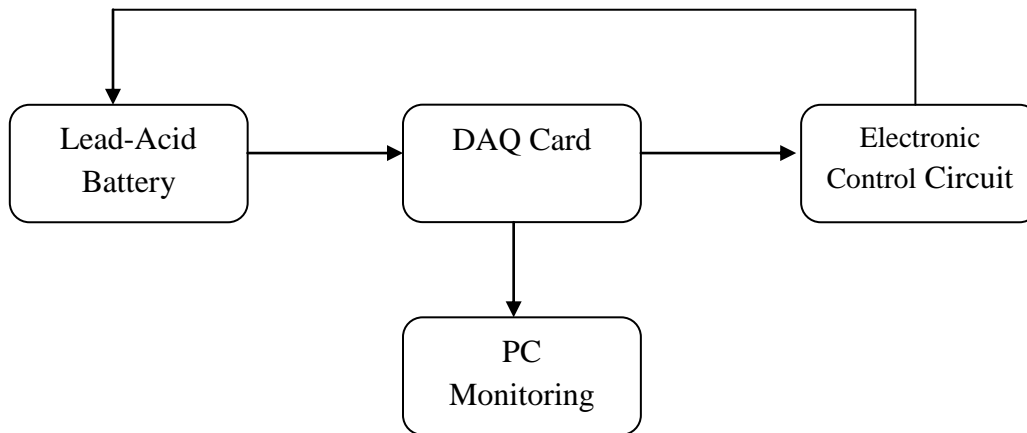 Lead-Acid
Battery
DAQ Card
Electronic
Control Circuit
PC
Monitoring